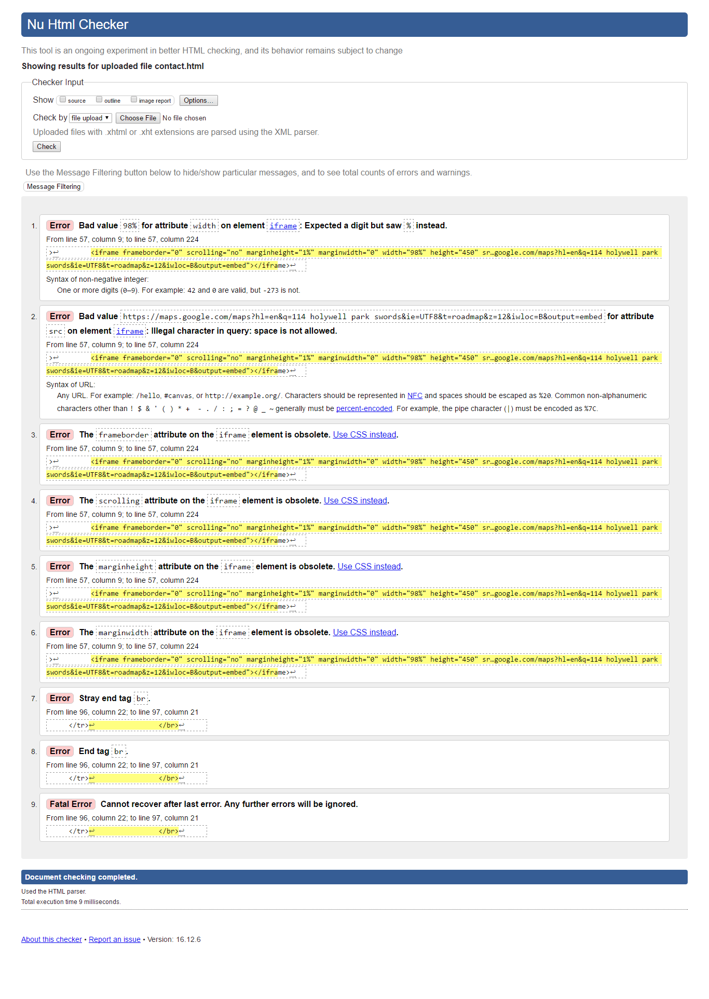 Nu Html Checker
This tool is an ongoing experiment in better HTML checking, and its behavior remains subject to change
Showing results for uploaded file contact.html
Checker Input
Show source outline image report Options...
Check by file upload ▼ Choose File No file chosen
Uploaded files with .xhtml or .xht extensions are parsed using the XML parser.
Check
Use the Message Filtering button below to hide/show particular messages, and to see total counts of errors and warnings.
Message Filtering
1. Error Bad value 98% for attribute width on element iframe: Expected a digit but saw % instead.
From line 57, column 9; to line 57, column 224
>↩ <iframe frameborder="0" scrolling="no" marginheight="1%" marginwidth="0" width="98%" height="450" sr…google.com/maps?hl=en&q=114 holywell park
swords&ie=UTF8&t=roadmap&z=12&iwloc=B&output=embed"></iframe>↩
Syntax of non-negative integer:
One or more digits (0–9). For example: 42 and 0 are valid, but -273 is not.
2. Error Bad value https://maps.google.com/maps?hl=en&q=114 holywell park swords&ie=UTF8&t=roadmap&z=12&iwloc=B&output=embed for attribute
src on element iframe: Illegal character in query: space is not allowed.
From line 57, column 9; to line 57, column 224
>↩ <iframe frameborder="0" scrolling="no" marginheight="1%" marginwidth="0" width="98%" height="450" sr…google.com/maps?hl=en&q=114 holywell park
swords&ie=UTF8&t=roadmap&z=12&iwloc=B&output=embed"></iframe>↩
Syntax of URL:
Any URL. For example: /hello, #canvas, or http://example.org/. Characters should be represented in NFC and spaces should be escaped as %20. Common non-alphanumeric
characters other than ! $ & ' ( ) * + - . / : ; = ? @ _ ~ generally must be percent-encoded. For example, the pipe character (|) must be encoded as %7C.
3. Error The frameborder attribute on the iframe element is obsolete. Use CSS instead.
From line 57, column 9; to line 57, column 224
>↩ <iframe frameborder="0" scrolling="no" marginheight="1%" marginwidth="0" width="98%" height="450" sr…google.com/maps?hl=en&q=114 holywell park
swords&ie=UTF8&t=roadmap&z=12&iwloc=B&output=embed"></iframe>↩
4. Error The scrolling attribute on the iframe element is obsolete. Use CSS instead.
From line 57, column 9; to line 57, column 224
>↩ <iframe frameborder="0" scrolling="no" marginheight="1%" marginwidth="0" width="98%" height="450" sr…google.com/maps?hl=en&q=114 holywell park
swords&ie=UTF8&t=roadmap&z=12&iwloc=B&output=embed"></iframe>↩
5. Error The marginheight attribute on the iframe element is obsolete. Use CSS instead.
From line 57, column 9; to line 57, column 224
>↩ <iframe frameborder="0" scrolling="no" marginheight="1%" marginwidth="0" width="98%" height="450" sr…google.com/maps?hl=en&q=114 holywell park
swords&ie=UTF8&t=roadmap&z=12&iwloc=B&output=embed"></iframe>↩
6. Error The marginwidth attribute on the iframe element is obsolete. Use CSS instead.
From line 57, column 9; to line 57, column 224
>↩ <iframe frameborder="0" scrolling="no" marginheight="1%" marginwidth="0" width="98%" height="450" sr…google.com/maps?hl=en&q=114 holywell park
swords&ie=UTF8&t=roadmap&z=12&iwloc=B&output=embed"></iframe>↩
7. Error Stray end tag br.
From line 96, column 22; to line 97, column 21
</tr>↩ </br>↩
8. Error End tag br.
From line 96, column 22; to line 97, column 21
</tr>↩ </br>↩
9. Fatal Error Cannot recover after last error. Any further errors will be ignored.
From line 96, column 22; to line 97, column 21
</tr>↩ </br>↩
Document checking completed.
Used the HTML parser.
Total execution time 9 milliseconds.
About this checker • Report an issue • Version: 16.12.6